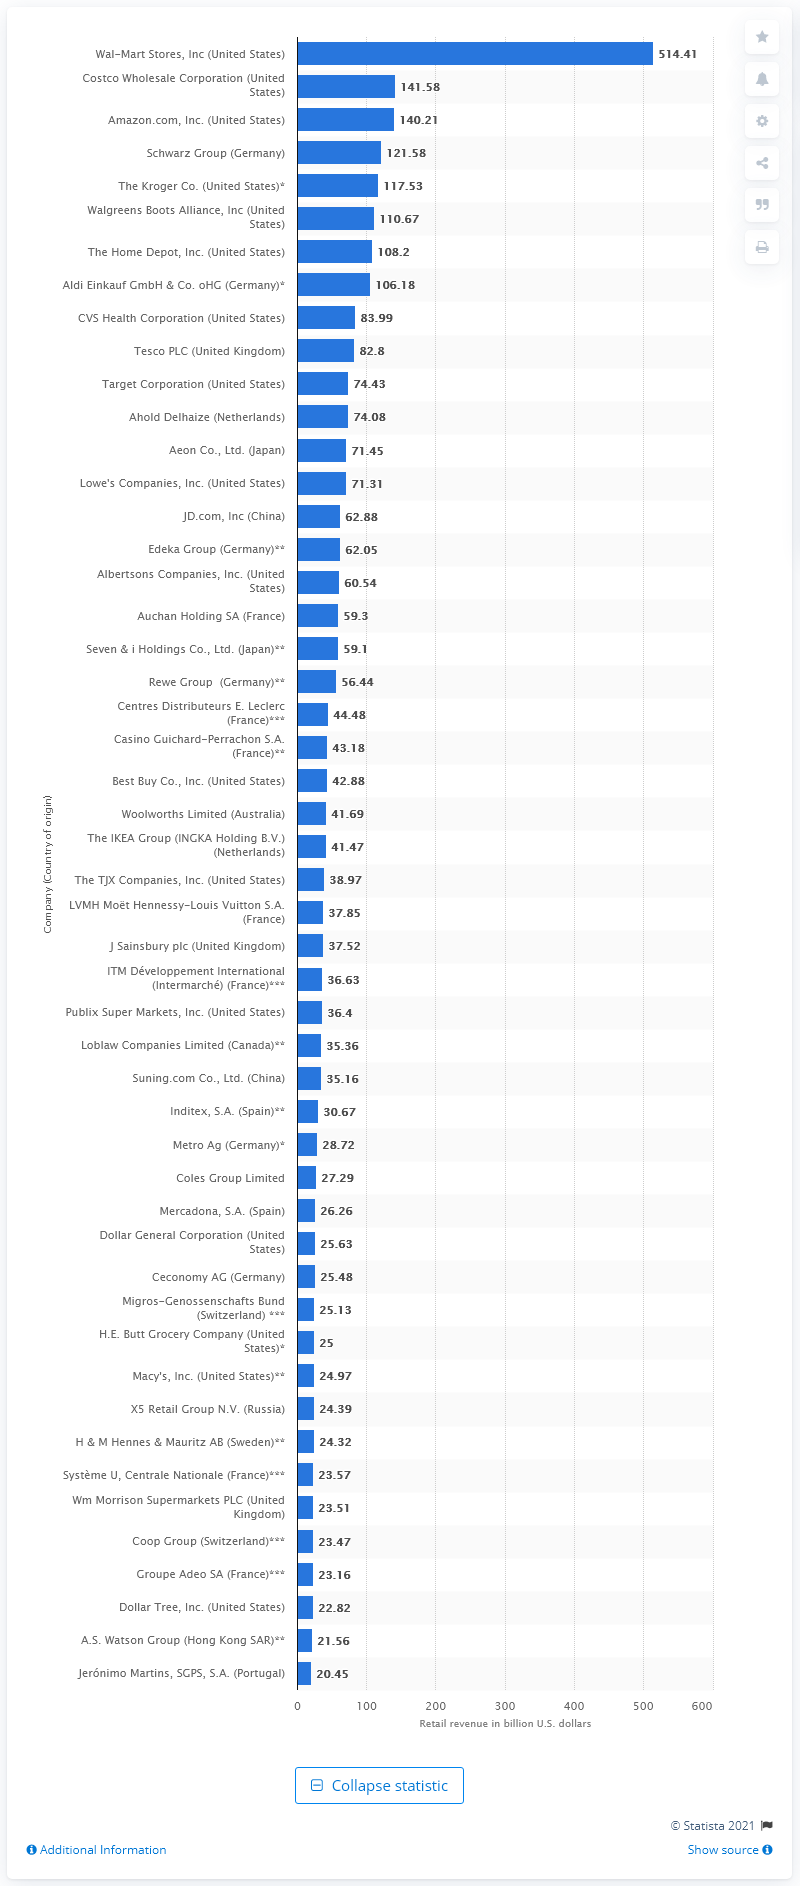 Wal-Mart Stores, Inc (United States)
514.41
Costco Wholesale Corporation (United
States)
141.58
Amazon.com, Inc. (United States)
140.21
Schwarz Group (Germany)
121.58
The Kroger Co. (United States)*
117.53
Walgreens Boots Alliance, Inc (United
States)
110.67
The Home Depot, Inc. (United States)
108.2
Aldi Einkauf GmbH & Co. oHG (Germany)*
106.18
CVS Health Corporation (United States)
83.99
Tesco PLC (United Kingdom)
82.8
Target Corporation (United States)
74.43
Ahold Delhaize (Netherlands)
74.08
Aeon Co., Ltd. (Japan)
71.45
Lowe's Companies, Inc. (United States)
71.31
JD.com, Inc (China)
62.88
Edeka Group (Germany)**
62.05
Albertsons Companies, Inc. (United
States)
60.54
Auchan Holding SA (France)
59.3
Seven & i Holdings Co., Ltd. (Japan)**
59.1
Rewe Group (Germany)**
56.44
Centres Distributeurs E. Leclerc
(France)***
44.48
Casino Guichard-Perrachon S.A.
(France)**
43.18
Best Buy Co., Inc. (United States)
42.88
Woolworths Limited (Australia)
41.69
The IKEA Group (INGKA Holding B.V.)
(Netherlands)
41.47
The TJX Companies, Inc. (United States)
38.97
LVMH Moët Hennessy-Louis Vuitton S.A.
(France)
37.85
J Sainsbury plc (United Kingdom)
37.52
ITM Développement International
(Intermarché) (France)***
36.63
Publix Super Markets, Inc. (United States)
36.4
Loblaw Companies Limited (Canada)**
35.36
Suning.com Co., Ltd. (China)
35.16
Inditex, S.A. (Spain)**
30.67
Metro Ag (Germany)*
28.72
Coles Group Limited
27.29
Mercadona, S.A. (Spain)
26.26
Dollar General Corporation (United
States)
25.63
Ceconomy AG (Germany)
25.48
Migros-Genossenschafts Bund
(Switzerland) ***
25.13
H.E. Butt Grocery Company (United
States)*
25
Macy's, Inc. (United States)**
24.97
X5 Retail Group N.V. (Russia)
24.39
H & M Hennes & Mauritz AB (Sweden)**
24.32
Système U, Centrale Nationale (France)***
23.57
Wm Morrison Supermarkets PLC (United
Kingdom)
23.51
Coop Group (Switzerland)***
23.47
Groupe Adeo SA (France)***
23.16
Dollar Tree, Inc. (United States)
22.82
A.S. Watson Group (Hong Kong SAR)**
21.56
Jerónimo Martins, SGPS, S.A. (Portugal)
20.45
Company (Country of origin)
0 100 200 300 400 500 600
Retail revenue in billion U.S. dollars
Collapse statistic
© Statista 2021
Additional Information
Show source